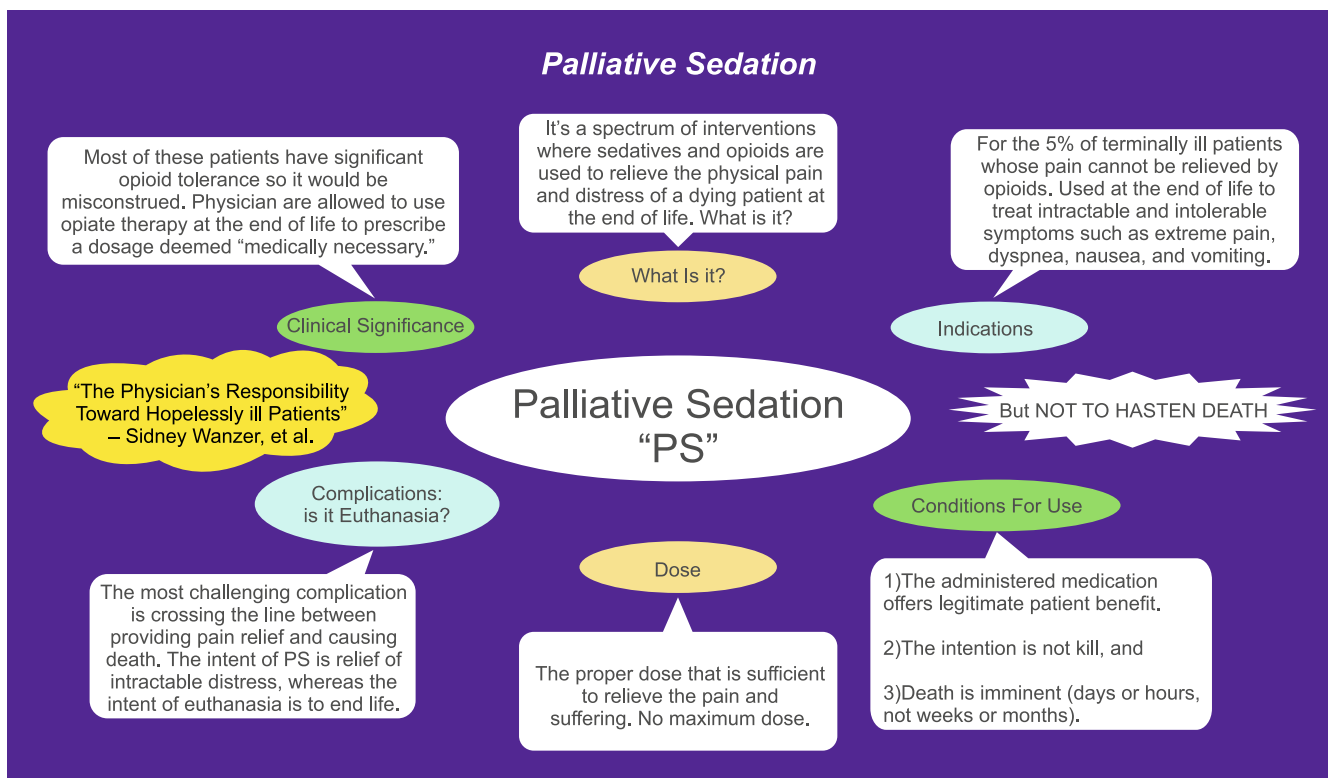 Palliative Sedation
Most of these patients have significant
opioid tolerance so it would be
misconstrued. Physician are allowed to use
opiate therapy at the end of life to prescribe
a dosage deemed “medically necessary.”
Clinical Significance
It’s a spectrum of interventions
where sedatives and opioids are
used to relieve the physical pain
and distress of a dying patient at
the end of life. What is it?
What Is it?
For the 5% of terminally ill patients
whose pain cannot be relieved by
opioids. Used at the end of life to
treat intractable and intolerable
symptoms such as extreme pain,
dyspnea, nausea, and vomiting.
Indications
“The Physician’s Responsibility
Toward Hopelessly ill Patients”
– Sidney Wanzer, et al.
Palliative Sedation
“PS”
But NOT TO HASTEN DEATH
Complications:
is it Euthanasia?
The most challenging complication
is crossing the line between
providing pain relief and causing
death. The intent of PS is relief of
intractable distress, whereas the
intent of euthanasia is to end life.
Dose
The proper dose that is sufficient
to relieve the pain and
suffering. No maximum dose.
Conditions For Use
1)The administered medication
offers legitimate patient benefit.
2)The intention is not kill, and
3)Death is imminent (days or hours,
not weeks or months).